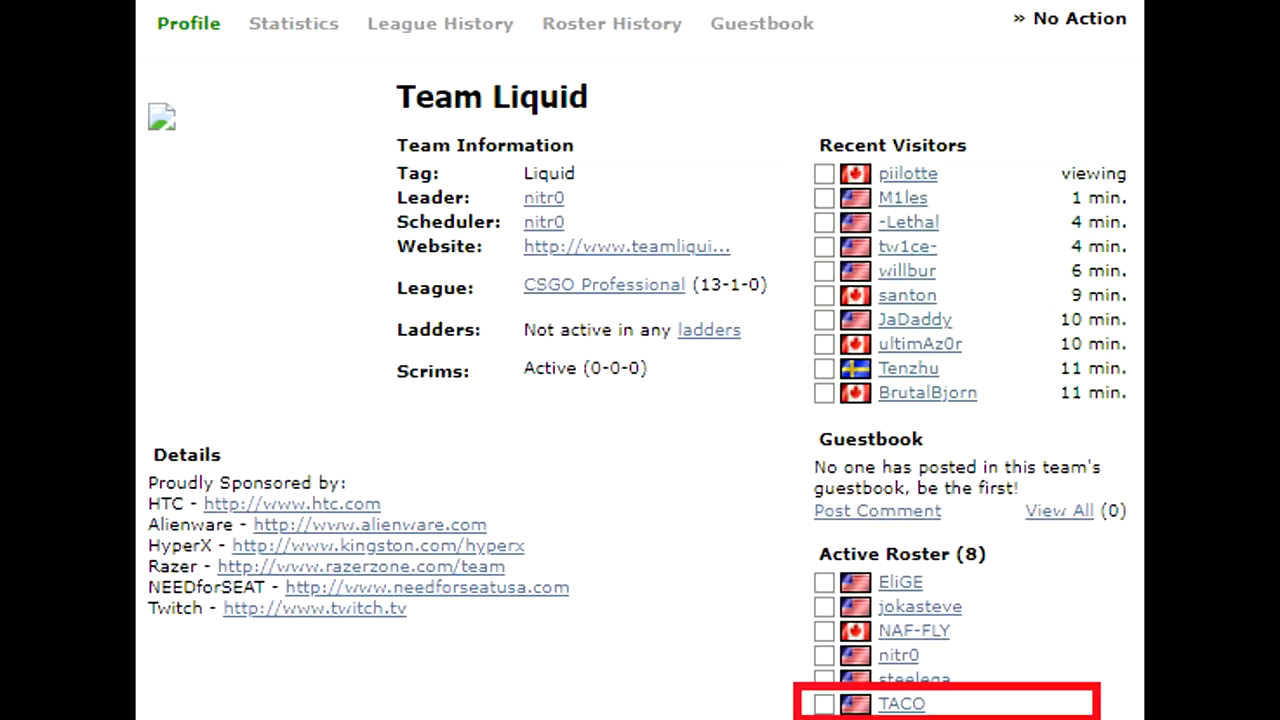 Profile Statistics League History Roster History Guestbook » No Action
Team Liquid
Team Information
Tag: Liquid
Leader: nitr0
Scheduler: nitr0
Website: http://www.teamliqui...
League: CSGO Professional (13-1-0)
Ladders: Not active in any ladders
Scrims: Active (0-0-0)
Recent Visitors
piilotte viewing
M1les 1 min.
-Lethal 4 min.
tw1ce- 4 min.
willbur 6 min.
santon 9 min.
JaDaddy 10 min.
ultimAz0r 10 min.
Tenzhu 11 min.
BrutalBjorn 11 min.
Details
Proudly Sponsored by:
HTC - http://www.htc.com
Alienware - http://www.alienware.com
HyperX - http://www.kingston.com/hyperx
Razer - http://www.razerzone.com/team
NEEDforSEAT - http://www.needforseatusa.com
Twitch - http://www.twitch.tv
Guestbook
No one has posted in this team's
guestbook, be the first!
Post Comment View All (0)
Active Roster (8)
EliGE
jokasteve
NAF-FLY
nitr0
steelega
TACO